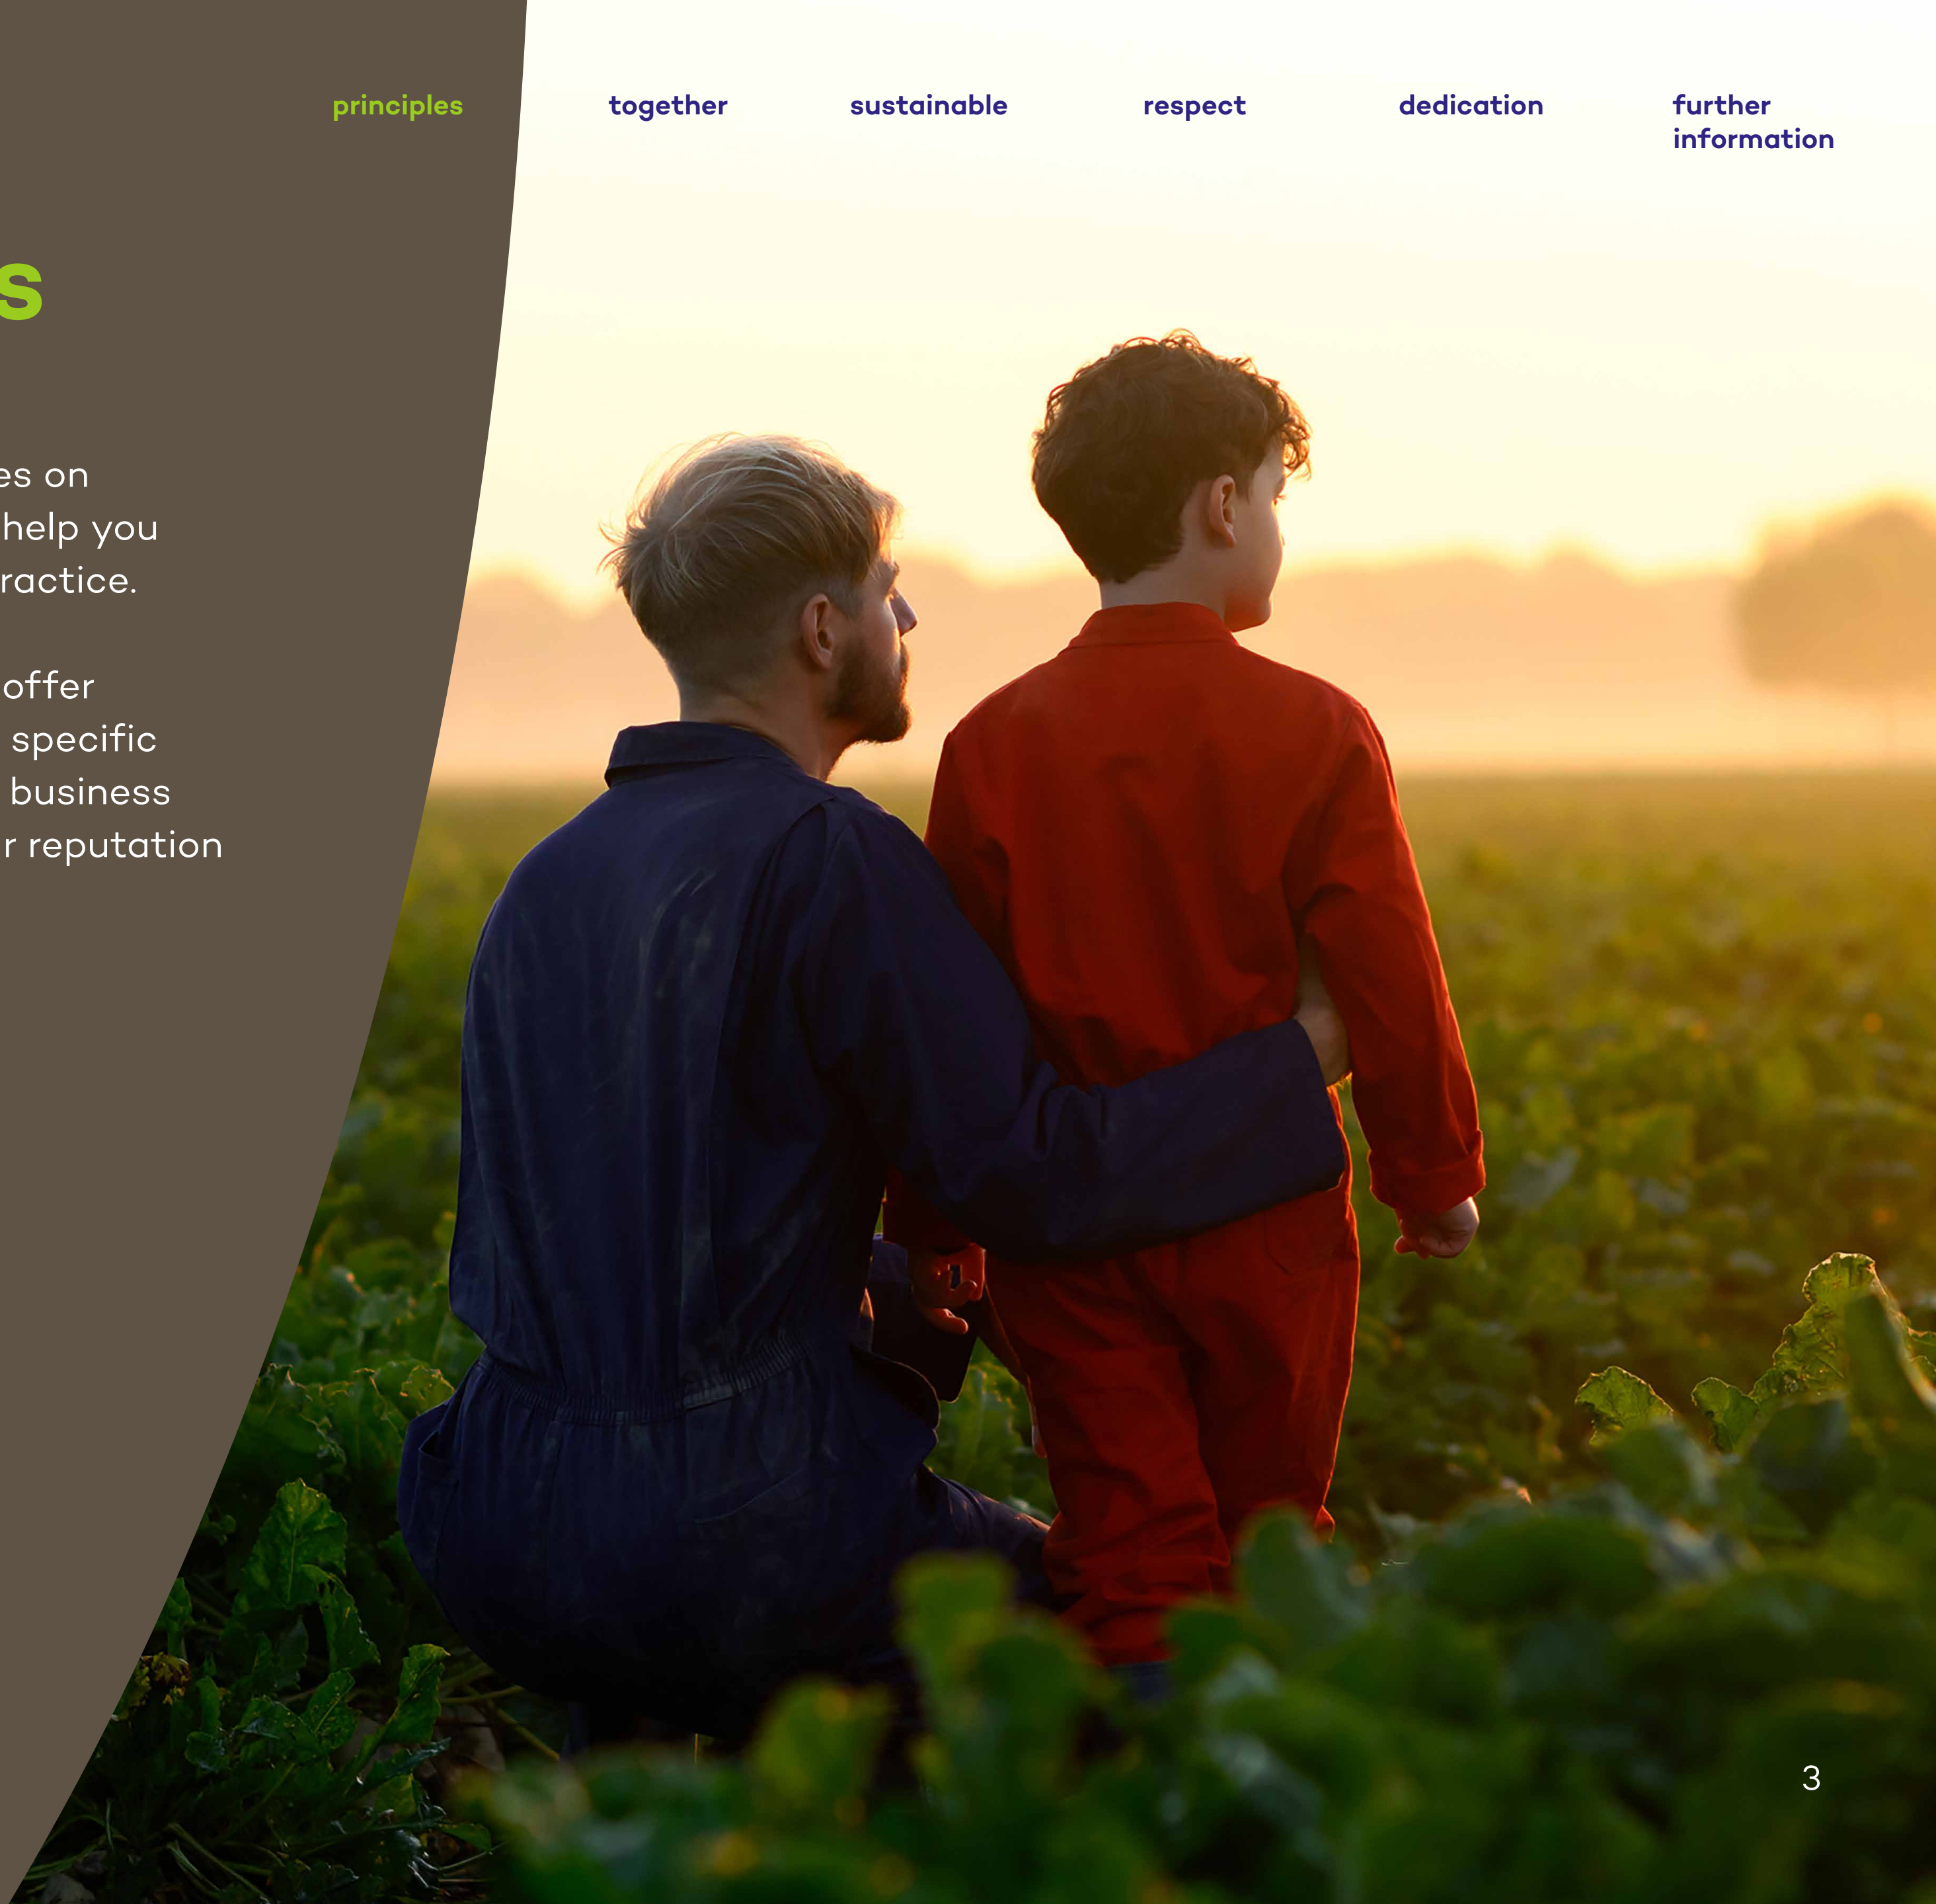 principles together sustainable respect dedication further
information
s
es on
help you
ractice.
offer
specific
business
r reputation
3